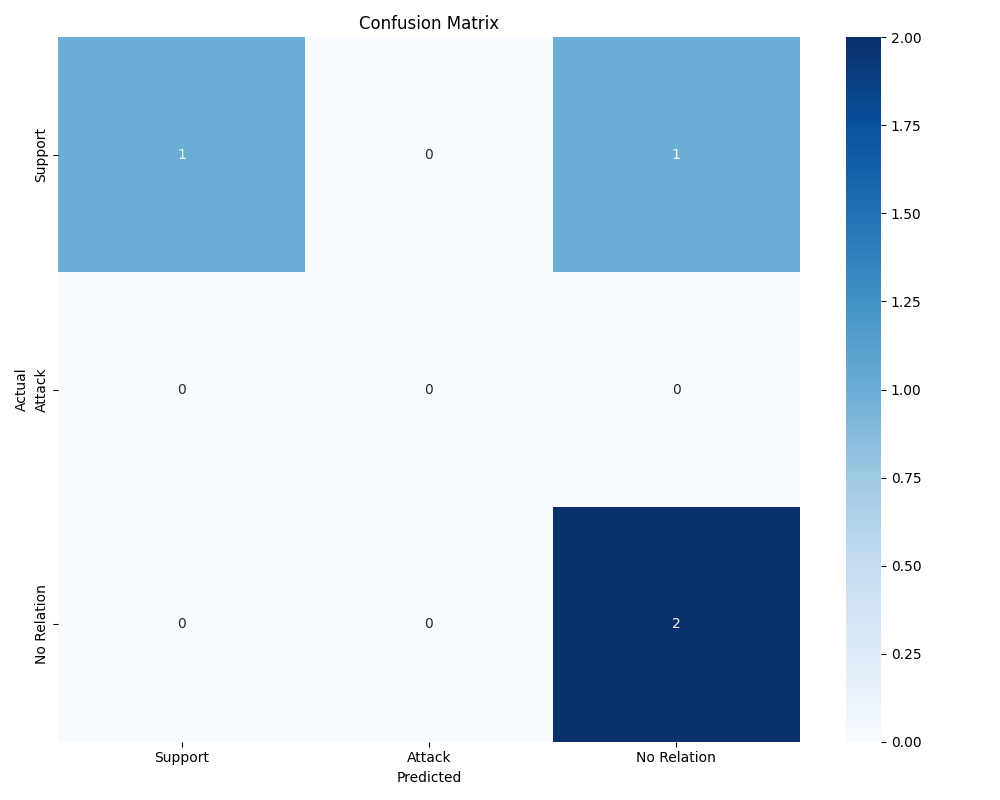 Confusion Matrix
Actual
Support
1
0
1
Attack
0
0
0
No Relation
0
0
2
Support
Attack
No Relation
Predicted
2.00
1.75
1.50
1.25
1.00
0.75
0.50
0.25
0.00